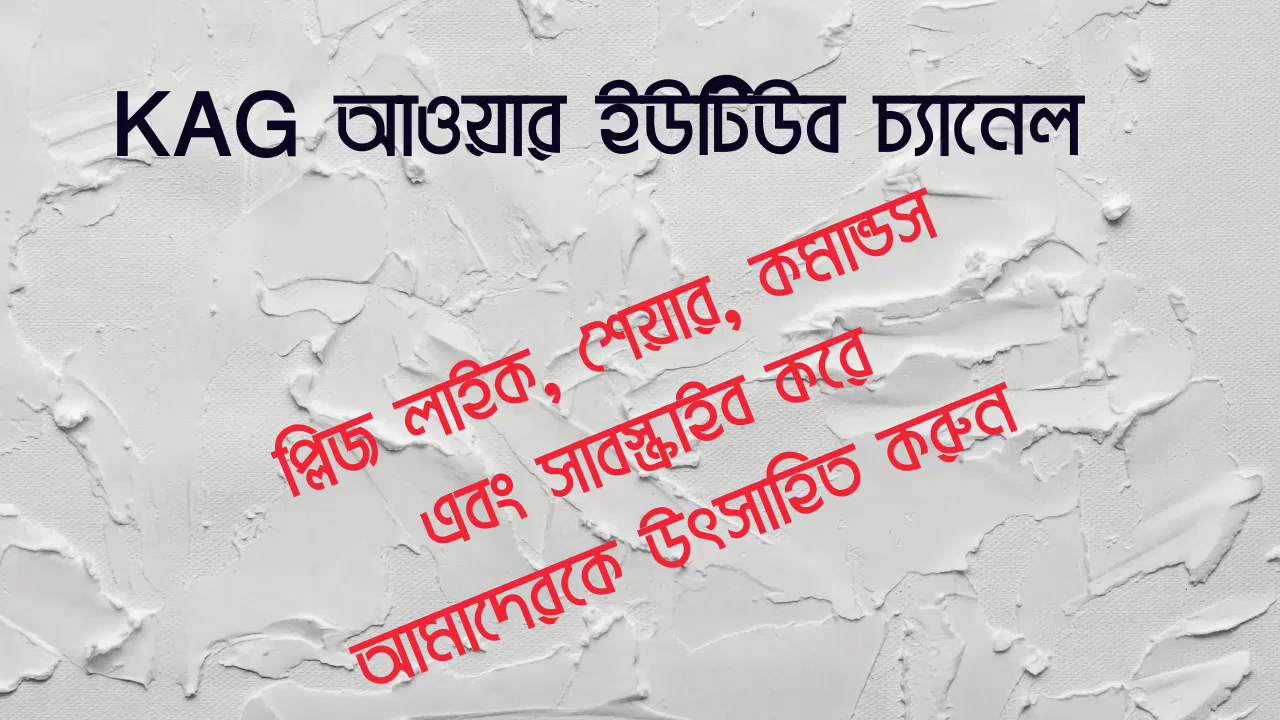 KAG আওয়ার ইউটিউব চ্যানেল
প্লিজ লাইক, শেয়ার, কমান্ডস
এবং সাবস্ক্রাইব করে
আমাদেরকে উৎসাহিত করুন